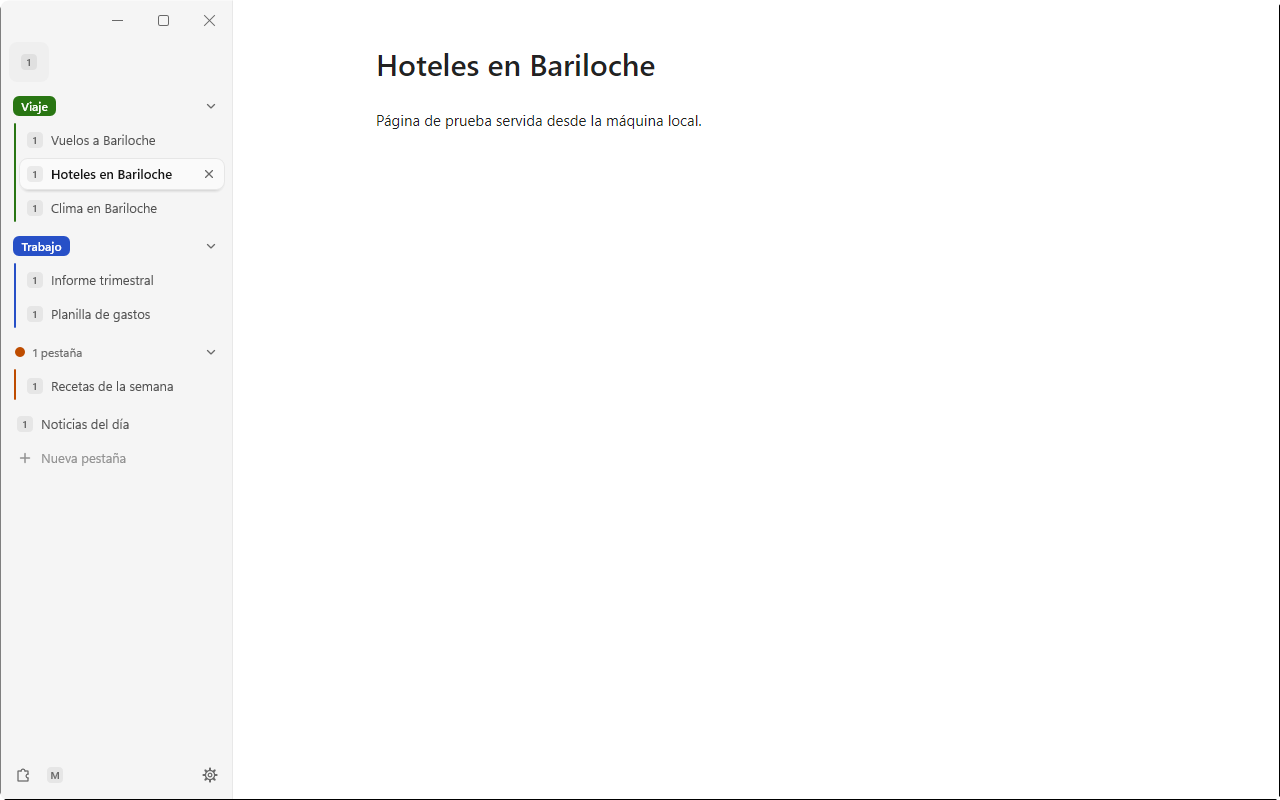 1
Viaje
1 Vuelos a Bariloche
1 Hoteles en Bariloche
1 Clima en Bariloche
Trabajo
1 Informe trimestral
1 Planilla de gastos
1 pestaña
1 Recetas de la semana
1 Noticias del día
Nueva pestaña
M
Hoteles en Bariloche
Página de prueba servida desde la máquina local.